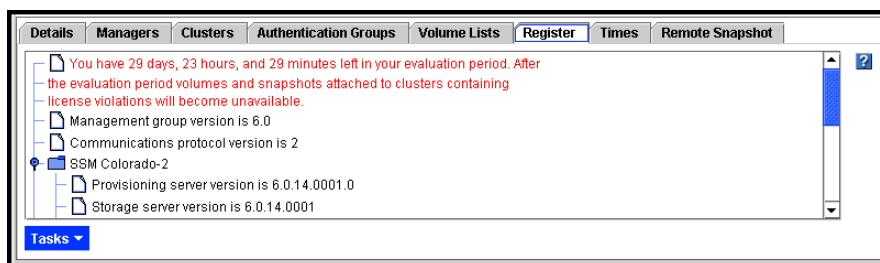 Details Managers Clusters Authentication Groups Volume Lists Register Times Remote Snapshot
You have 29 days, 23 hours, and 29 minutes left in your evaluation period. After
the evaluation period volumes and snapshots attached to clusters containing
license violations will become unavailable.
?
Management group version is 6.0
Communications protocol version is 2
SSM Colorado-2
Provisioning server version is 6.0.14.0001.0
Storage server version is 6.0.14.0001
Tasks